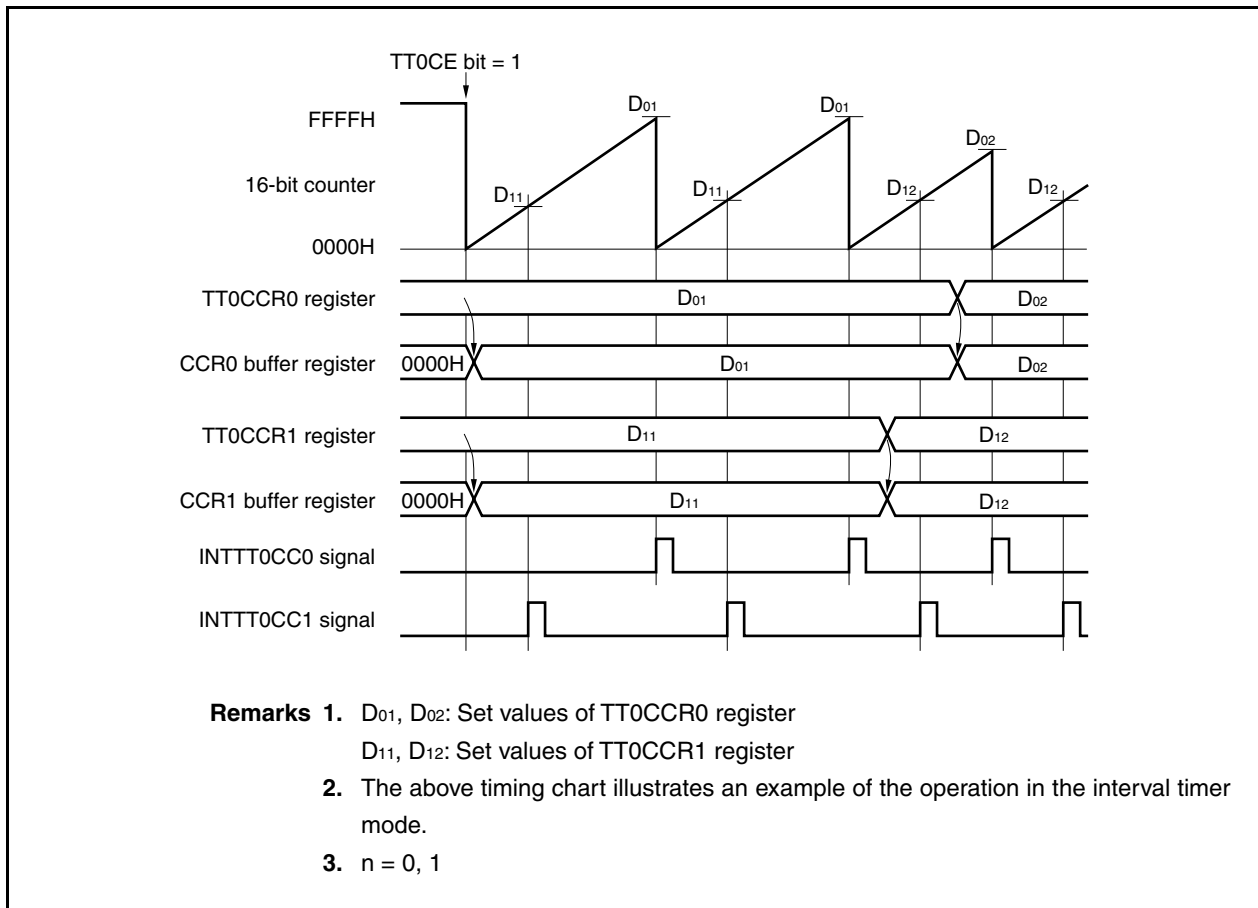 TT0CE bit = 1
FFFFH
D01 D01 D02
16-bit counter
D11 D11 D12 D12
0000H
TT0CCR0 register D01 D02
CCR0 buffer register 0000H D01 D02
TT0CCR1 register D11 D12
CCR1 buffer register 0000H D11 D12
INTTT0CC0 signal
INTTT0CC1 signal
Remarks 1. D01, D02: Set values of TT0CCR0 register
D11, D12: Set values of TT0CCR1 register
2. The above timing chart illustrates an example of the operation in the interval timer
mode.
3. n = 0, 1